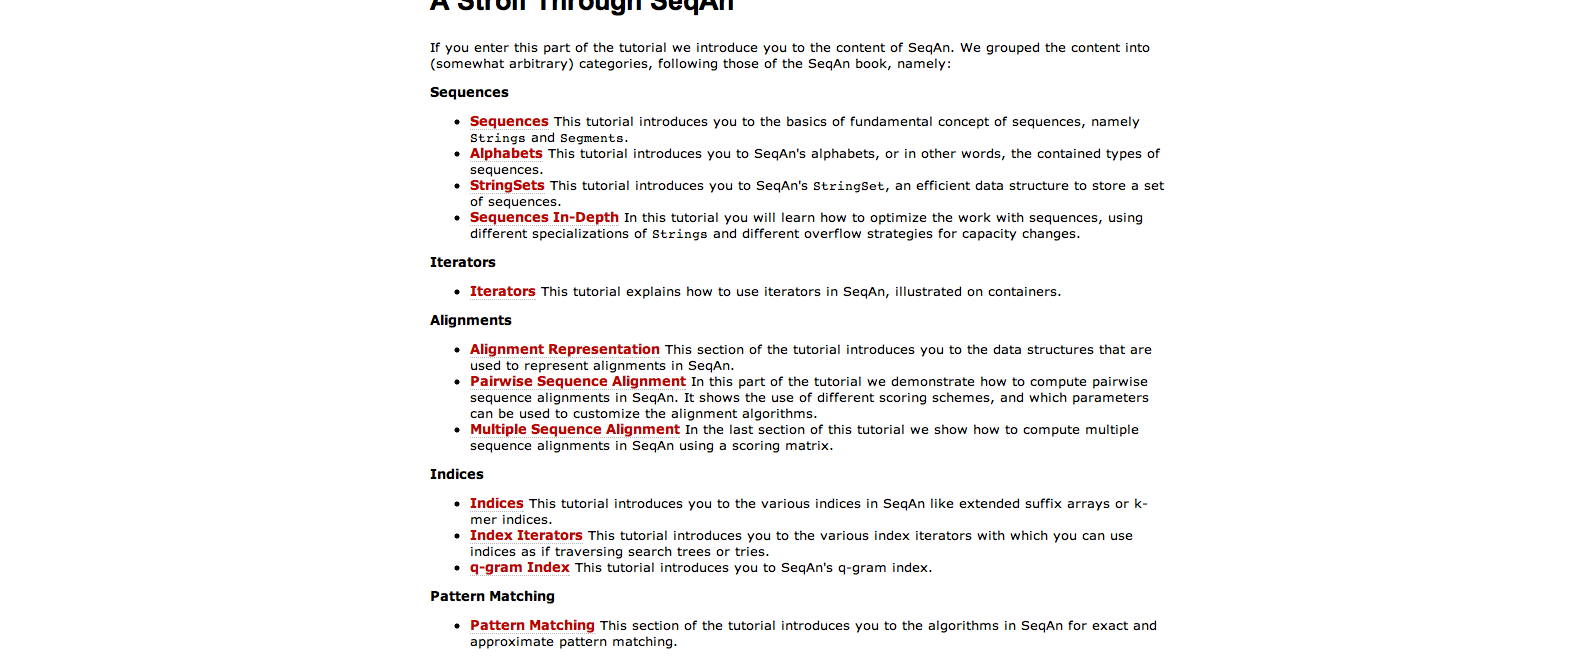 A Stroll Through SeqAn
If you enter this part of the tutorial we introduce you to the content of SeqAn. We grouped the content into
(somewhat arbitrary) categories, following those of the SeqAn book, namely:
Sequences
• Sequences This tutorial introduces you to the basics of fundamental concept of sequences, namely
Strings and Segments.
• Alphabets This tutorial introduces you to SeqAn's alphabets, or in other words, the contained types of
sequences.
• StringSets This tutorial introduces you to SeqAn's StringSet, an efficient data structure to store a set
of sequences.
• Sequences In-Depth In this tutorial you will learn how to optimize the work with sequences, using
different specializations of Strings and different overflow strategies for capacity changes.
Iterators
• Iterators This tutorial explains how to use iterators in SeqAn, illustrated on containers.
Alignments
• Alignment Representation This section of the tutorial introduces you to the data structures that are
used to represent alignments in SeqAn.
• Pairwise Sequence Alignment In this part of the tutorial we demonstrate how to compute pairwise
sequence alignments in SeqAn. It shows the use of different scoring schemes, and which parameters
can be used to customize the alignment algorithms.
• Multiple Sequence Alignment In the last section of this tutorial we show how to compute multiple
sequence alignments in SeqAn using a scoring matrix.
Indices
• Indices This tutorial introduces you to the various indices in SeqAn like extended suffix arrays or k-
mer indices.
• Index Iterators This tutorial introduces you to the various index iterators with which you can use
indices as if traversing search trees or tries.
• q-gram Index This tutorial introduces you to SeqAn's q-gram index.
Pattern Matching
• Pattern Matching This section of the tutorial introduces you to the algorithms in SeqAn for exact and
approximate pattern matching.